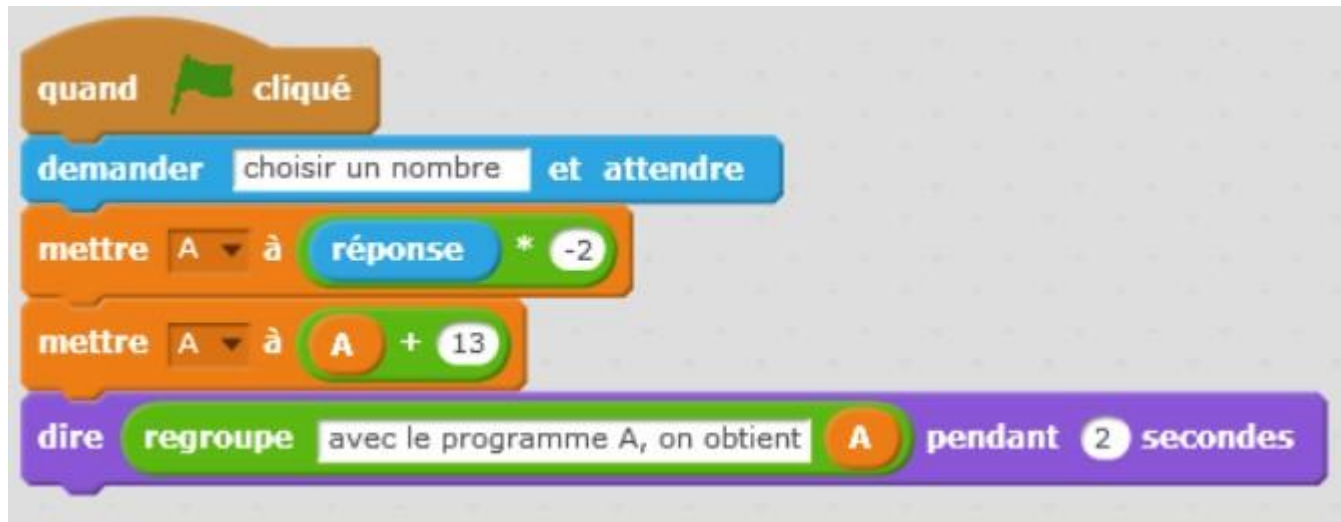 quand cliqué
demander choisir un nombre et attendre
mettre A à réponse * -2
mettre A à A + 13
dire regroupe avec le programme A, on obtient A pendant 2 secondes